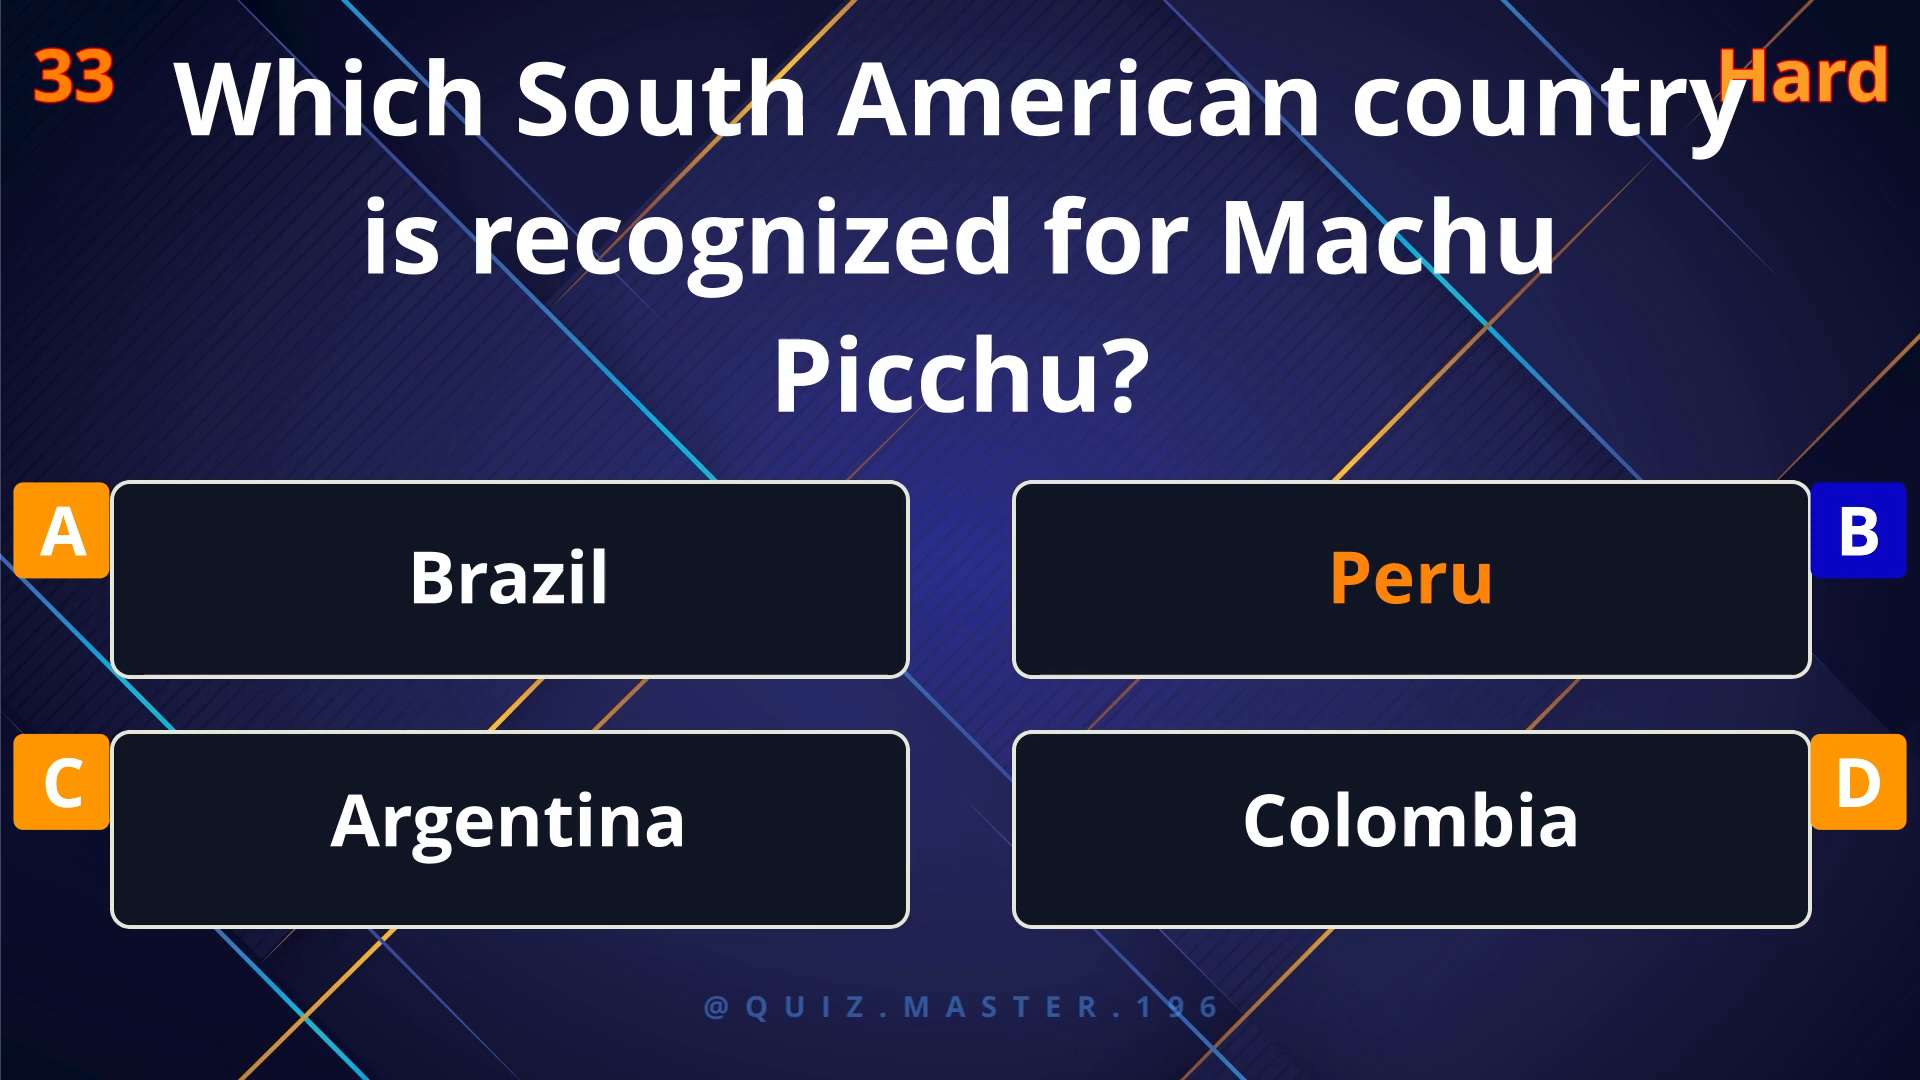 33
Hard
Which South American country
is recognized for Machu
Picchu?
A
Brazil
Peru
B
C
Argentina
Colombia
D
@QUIZ.MASTER.196